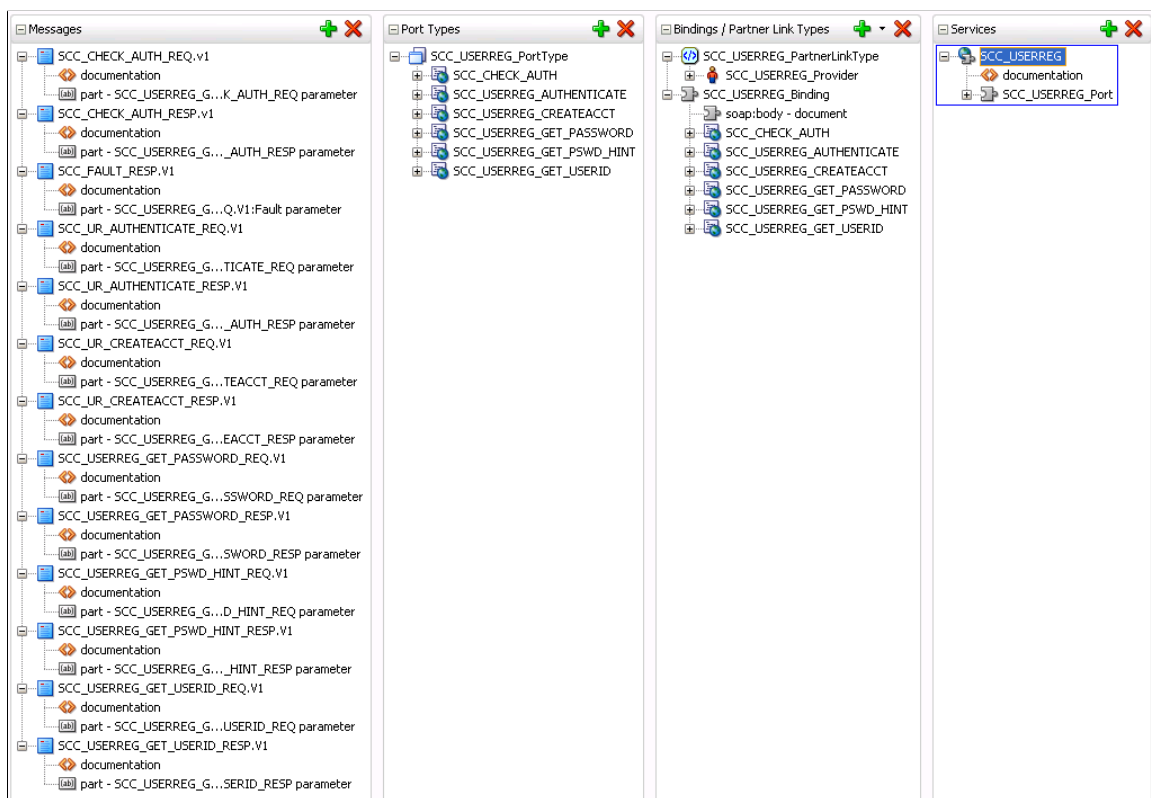 Messages
SCC_CHECK_AUTH_REQ.v1
documentation
part - SCC_USERREG_G...K_AUTH_REQ parameter
SCC_CHECK_AUTH_RESP.v1
documentation
part - SCC_USERREG_G..._AUTH_RESP parameter
SCC_FAULT_RESP.V1
documentation
part - SCC_USERREG_G...Q.V1:Fault parameter
SCC_UR_AUTHENTICATE_REQ.V1
documentation
part - SCC_USERREG_G...TICATE_REQ parameter
SCC_UR_AUTHENTICATE_RESP.V1
documentation
part - SCC_USERREG_G..._AUTH_RESP parameter
SCC_UR_CREATEACCT_REQ.V1
documentation
part - SCC_USERREG_G...TEACCT_REQ parameter
SCC_UR_CREATEACCT_RESP.V1
documentation
part - SCC_USERREG_G...EACCT_RESP parameter
SCC_USERREG_GET_PASSWORD_REQ.V1
documentation
part - SCC_USERREG_G...SSWORD_REQ parameter
SCC_USERREG_GET_PASSWORD_RESP.V1
documentation
part - SCC_USERREG_G...SWORD_RESP parameter
SCC_USERREG_GET_PSWD_HINT_REQ.V1
documentation
part - SCC_USERREG_G...D_HINT_REQ parameter
SCC_USERREG_GET_PSWD_HINT_RESP.V1
documentation
part - SCC_USERREG_G..._HINT_RESP parameter
SCC_USERREG_GET_USERID_REQ.V1
documentation
part - SCC_USERREG_G...USERID_REQ parameter
SCC_USERREG_GET_USERID_RESP.V1
documentation
part - SCC_USERREG_G...SERID_RESP parameter
Port Types
SCC_USERREG_PortType
SCC_CHECK_AUTH
SCC_USERREG_AUTHENTICATE
SCC_USERREG_CREATEACCT
SCC_USERREG_GET_PASSWORD
SCC_USERREG_GET_PSWD_HINT
SCC_USERREG_GET_USERID
Bindings / Partner Link Types
SCC_USERREG_PartnerLinkType
SCC_USERREG_Provider
SCC_USERREG_Binding
soap:body - document
SCC_CHECK_AUTH
SCC_USERREG_AUTHENTICATE
SCC_USERREG_CREATEACCT
SCC_USERREG_GET_PASSWORD
SCC_USERREG_GET_PSWD_HINT
SCC_USERREG_GET_USERID
Services
SCC_USERREG
documentation
SCC_USERREG_Port